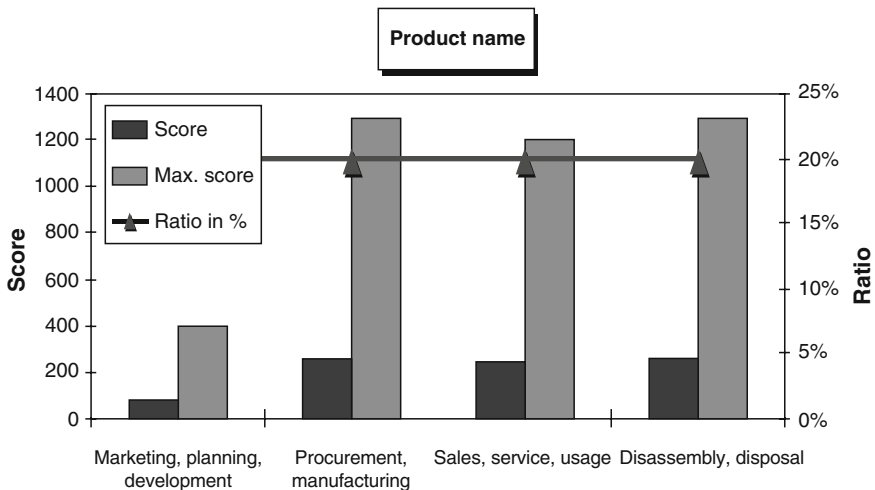 Product name
1400
1200
1000
800
600
400
200
0
Score
Score
Max. score
Ratio in %
25%
20%
15%
10%
5%
0%
Ratio
Marketing, planning,
development
Procurement,
manufacturing
Sales, service, usage
Disassembly, disposal